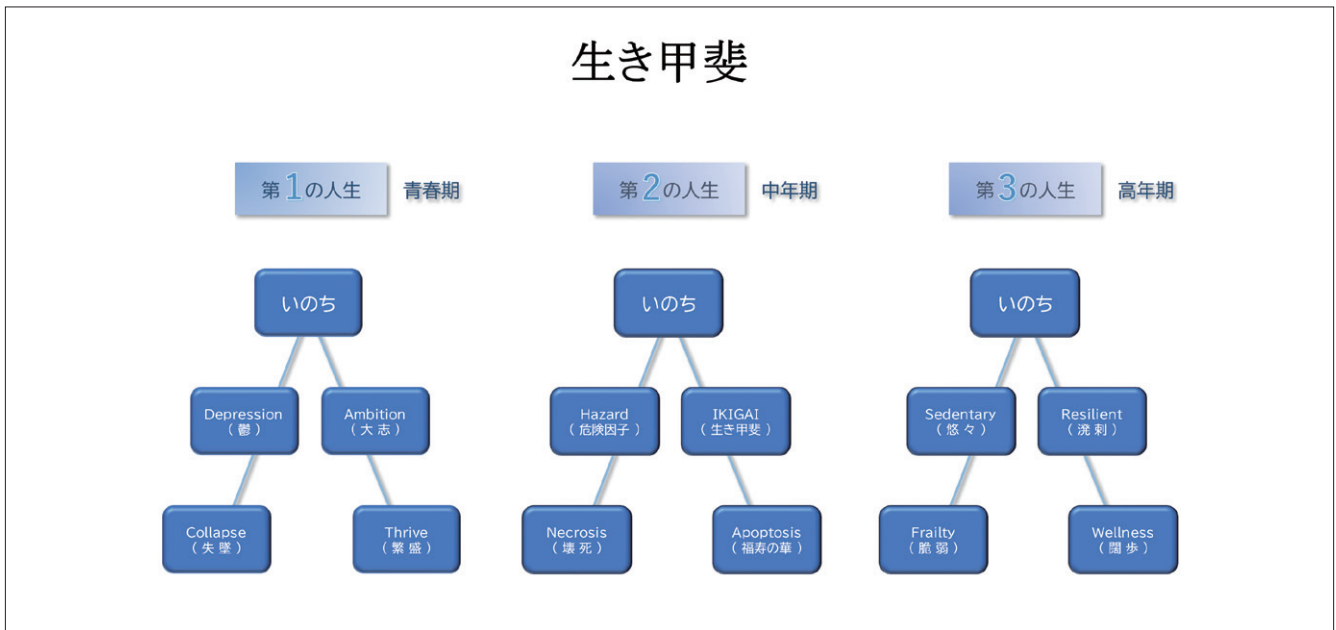 生き甲斐
第1の人生 青春期
第2の人生 中年期
第3の人生 高年期
いのち
いのち
いのち
Depression
（ 鬱 ）
Ambition
（ 大 志 ）
Hazard
（ 危険因子 ）
IKIGAI
（ 生き甲斐 ）
Sedentary
（ 悠 々 ）
Resilient
（ 溌 剌 ）
Collapse
（ 失 墜 ）
Thrive
（ 繁 盛 ）
Necrosis
（ 壊 死 ）
Apoptosis
（ 福寿の華 ）
Frailty
（ 脆 弱 ）
Wellness
（ 闊 歩 ）